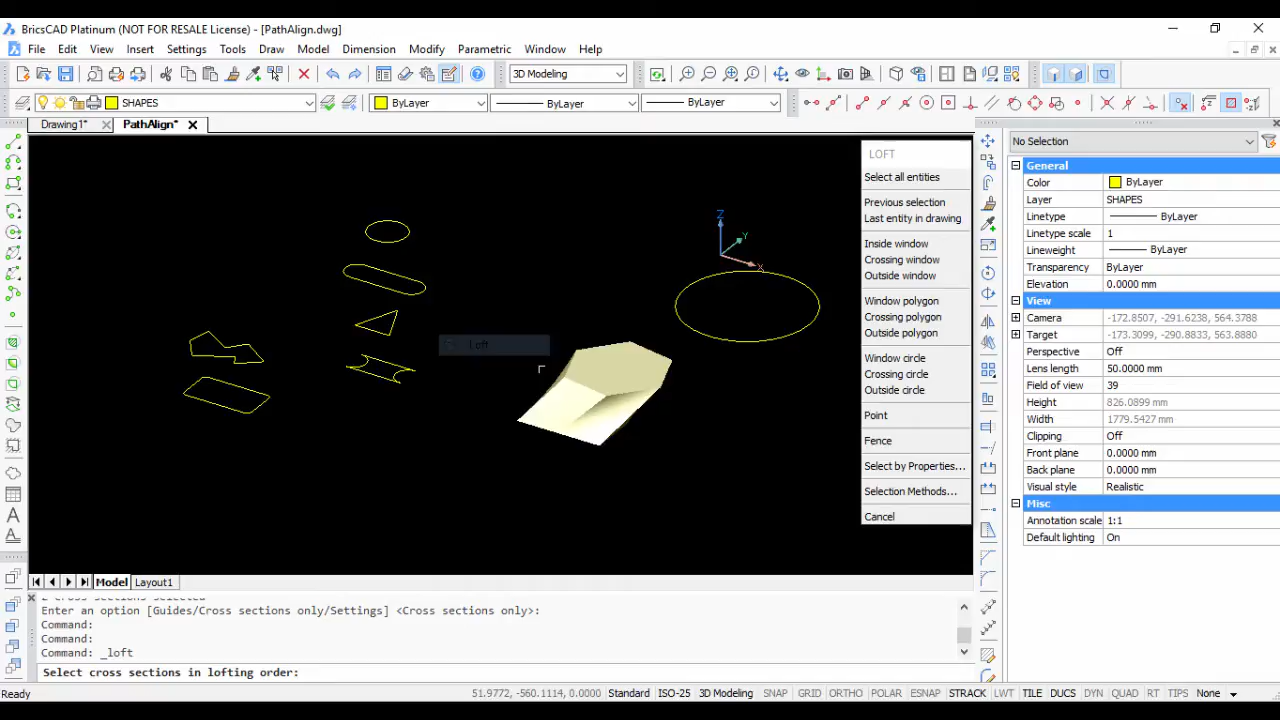 BricsCAD Platinum (NOT FOR RESALE License) - [PathAlign.dwg]
File Edit View Insert Settings Tools Draw Model Dimension Modify Parametric Window Help
3D Modeling
SHAPES ByLayer ByLayer ByLayer
Drawing1* PathAlign*
No Selection
LOFT
Select all entities
Previous selection
Last entity in drawing
Inside window
Crossing window
Outside window
Window polygon
Crossing polygon
Outside polygon
Window circle
Crossing circle
Outside circle
Point
Fence
Select by Properties...
Selection Methods...
Cancel
Z
Y
X
Loft
General
Color ByLayer
Layer SHAPES
Linetype ByLayer
Linetype scale 1
Lineweight ByLayer
Transparency ByLayer
Elevation 0.0000 mm
View
Camera -172.8507, -291.6238, 564.3788
Target -173.3099, -290.8833, 563.8880
Perspective Off
Lens length 50.0000 mm
Field of view 39
Height 826.0899 mm
Width 1779.5427 mm
Clipping Off
Front plane 0.0000 mm
Back plane 0.0000 mm
Visual style Realistic
Misc
Annotation scale 1:1
Default lighting On
Model Layout1
2 cross sections selected
Enter an option [Guides/Cross sections only/Settings] <Cross sections only>:
Command:
Command:
Command: _loft
Select cross sections in lofting order:
Ready 51.9772, -560.1114, 0.0000 Standard ISO-25 3D Modeling SNAP GRID ORTHO POLAR ESNAP STRACK LWT TILE DUCS DYN QUAD RT TIPS None